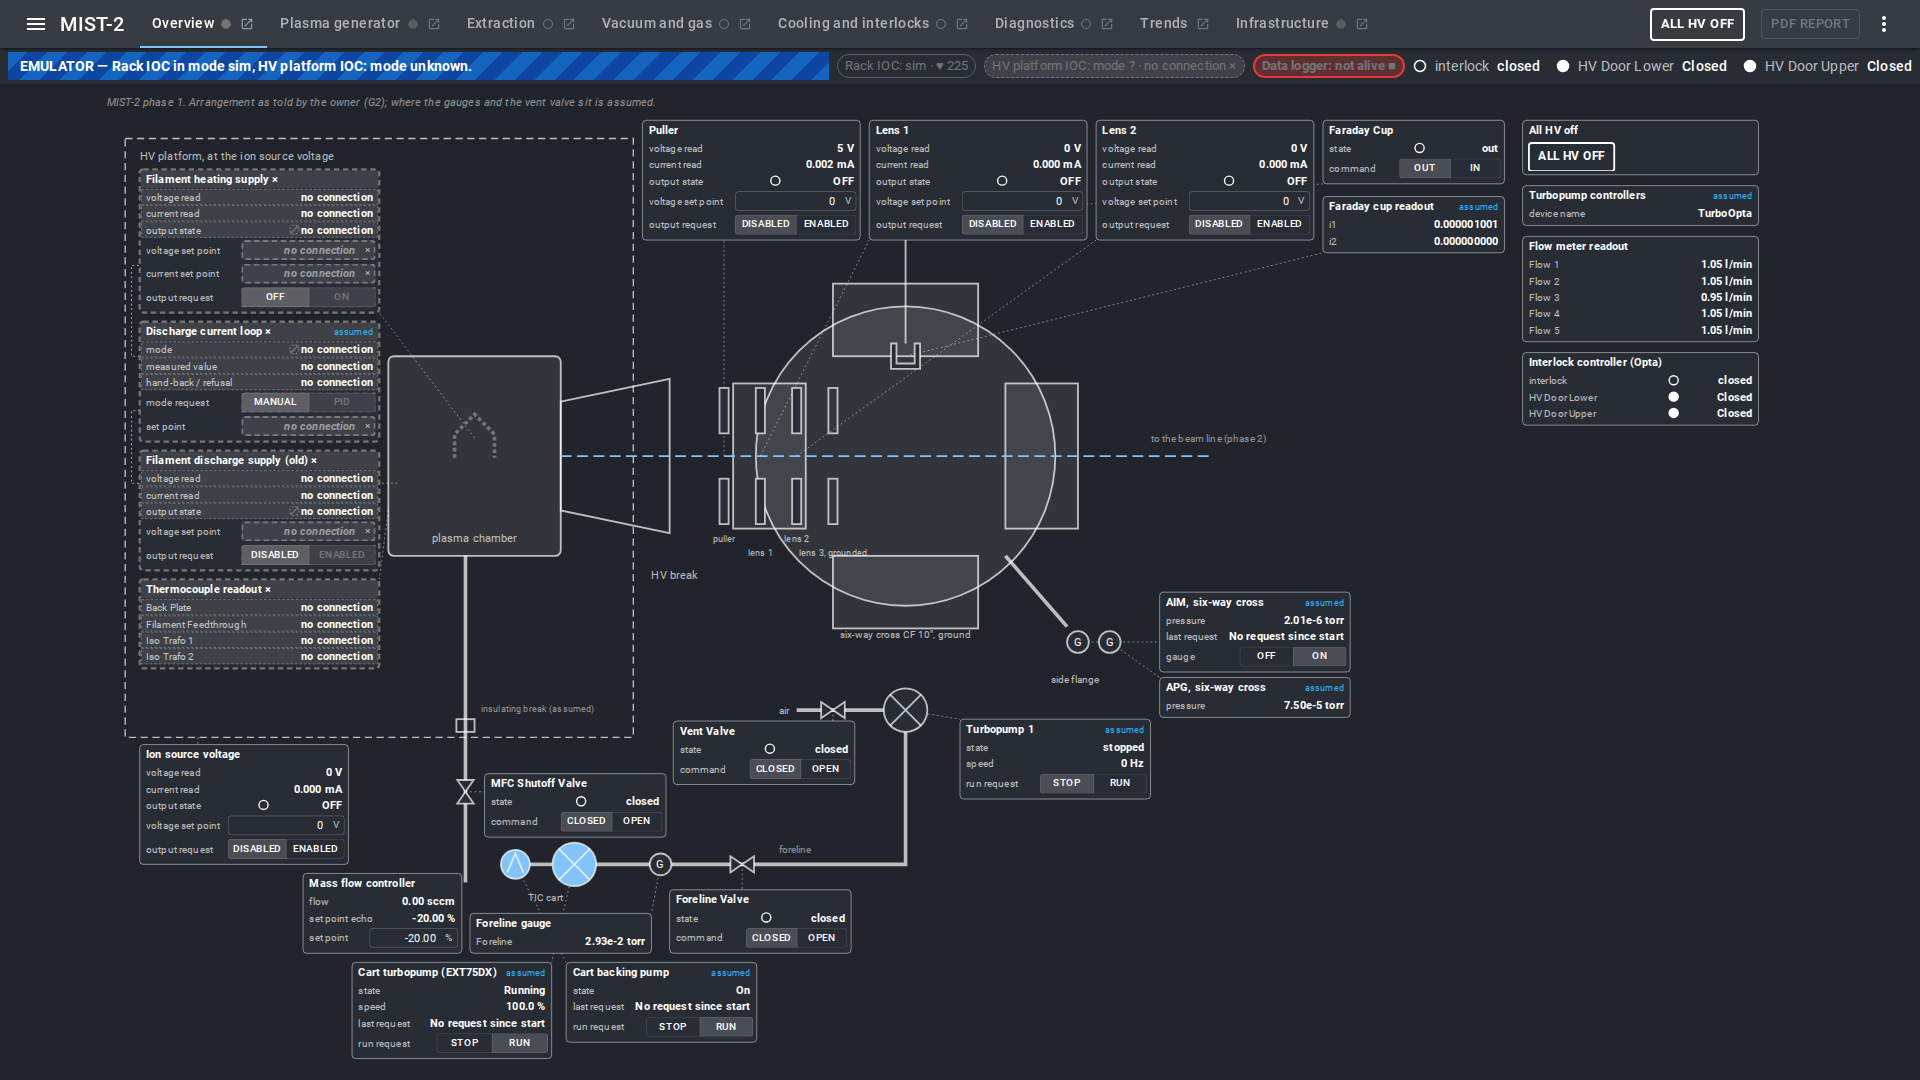 MIST-2 Overview Plasma generator Extraction Vacuum and gas Cooling and interlocks Diagnostics Trends Infrastructure ALL HV OFF PDF REPORT
EMULATOR — Rack IOC in mode sim, HV platform IOC: mode unknown. Rack IOC: sim · ♥ 225 HV platform IOC: mode ? · no connection × Data logger: not alive ■ interlock closed HV Door Lower Closed HV Door Upper Closed
MIST-2 phase 1. Arrangement as told by the owner (G2); where the gauges and the vent valve sit is assumed.
HV platform, at the ion source voltage
Filament heating supply ×
voltage read no connection
current read no connection
output state no connection
voltage set point no connection ×
current set point no connection ×
output request OFF ON
Discharge current loop × assumed
mode no connection
measured value no connection
hand-back / refusal no connection
mode request MANUAL PID
set point no connection ×
Filament discharge supply (old) ×
voltage read no connection
current read no connection
output state no connection
voltage set point no connection ×
output request DISABLED ENABLED
Thermocouple readout ×
Back Plate no connection
Filament Feedthrough no connection
Iso Trafo 1 no connection
Iso Trafo 2 no connection
plasma chamber
Puller
voltage read 5 V
current read 0.002 mA
output state OFF
voltage set point 0 V
output request DISABLED ENABLED
Lens 1
voltage read 0 V
current read 0.000 mA
output state OFF
voltage set point 0 V
output request DISABLED ENABLED
Lens 2
voltage read 0 V
current read 0.000 mA
output state OFF
voltage set point 0 V
output request DISABLED ENABLED
Faraday Cup
state out
command OUT IN
Faraday cup readout assumed
i1 0.000001001
i2 0.000000000
All HV off
ALL HV OFF
Turbopump controllers assumed
device name TurboOpta
Flow meter readout
Flow 1 1.05 l/min
Flow 2 1.05 l/min
Flow 3 0.95 l/min
Flow 4 1.05 l/min
Flow 5 1.05 l/min
Interlock controller (Opta)
interlock closed
HV Door Lower Closed
HV Door Upper Closed
to the beam line (phase 2)
puller
lens 2
lens 1
lens 3, grounded
HV break
six-way cross CF 10", ground
G G
side flange
AIM, six-way cross assumed
pressure 2.01e-6 torr
last request No request since start
gauge OFF ON
APG, six-way cross assumed
pressure 7.50e-5 torr
insulating break (assumed)
air
Vent Valve
state closed
command CLOSED OPEN
Turbopump 1 assumed
state stopped
speed 0 Hz
run request STOP RUN
Ion source voltage
voltage read 0 V
current read 0.000 mA
output state OFF
voltage set point 0 V
output request DISABLED ENABLED
MFC Shutoff Valve
state closed
command CLOSED OPEN
foreline
G
TIC cart
Mass flow controller
flow 0.00 sccm
set point echo -20.00 %
set point -20.00 %
Foreline gauge
Foreline 2.93e-2 torr
Foreline Valve
state closed
command CLOSED OPEN
Cart turbopump (EXT75DX) assumed
state Running
speed 100.0 %
last request No request since start
run request STOP RUN
Cart backing pump assumed
state On
last request No request since start
run request STOP RUN